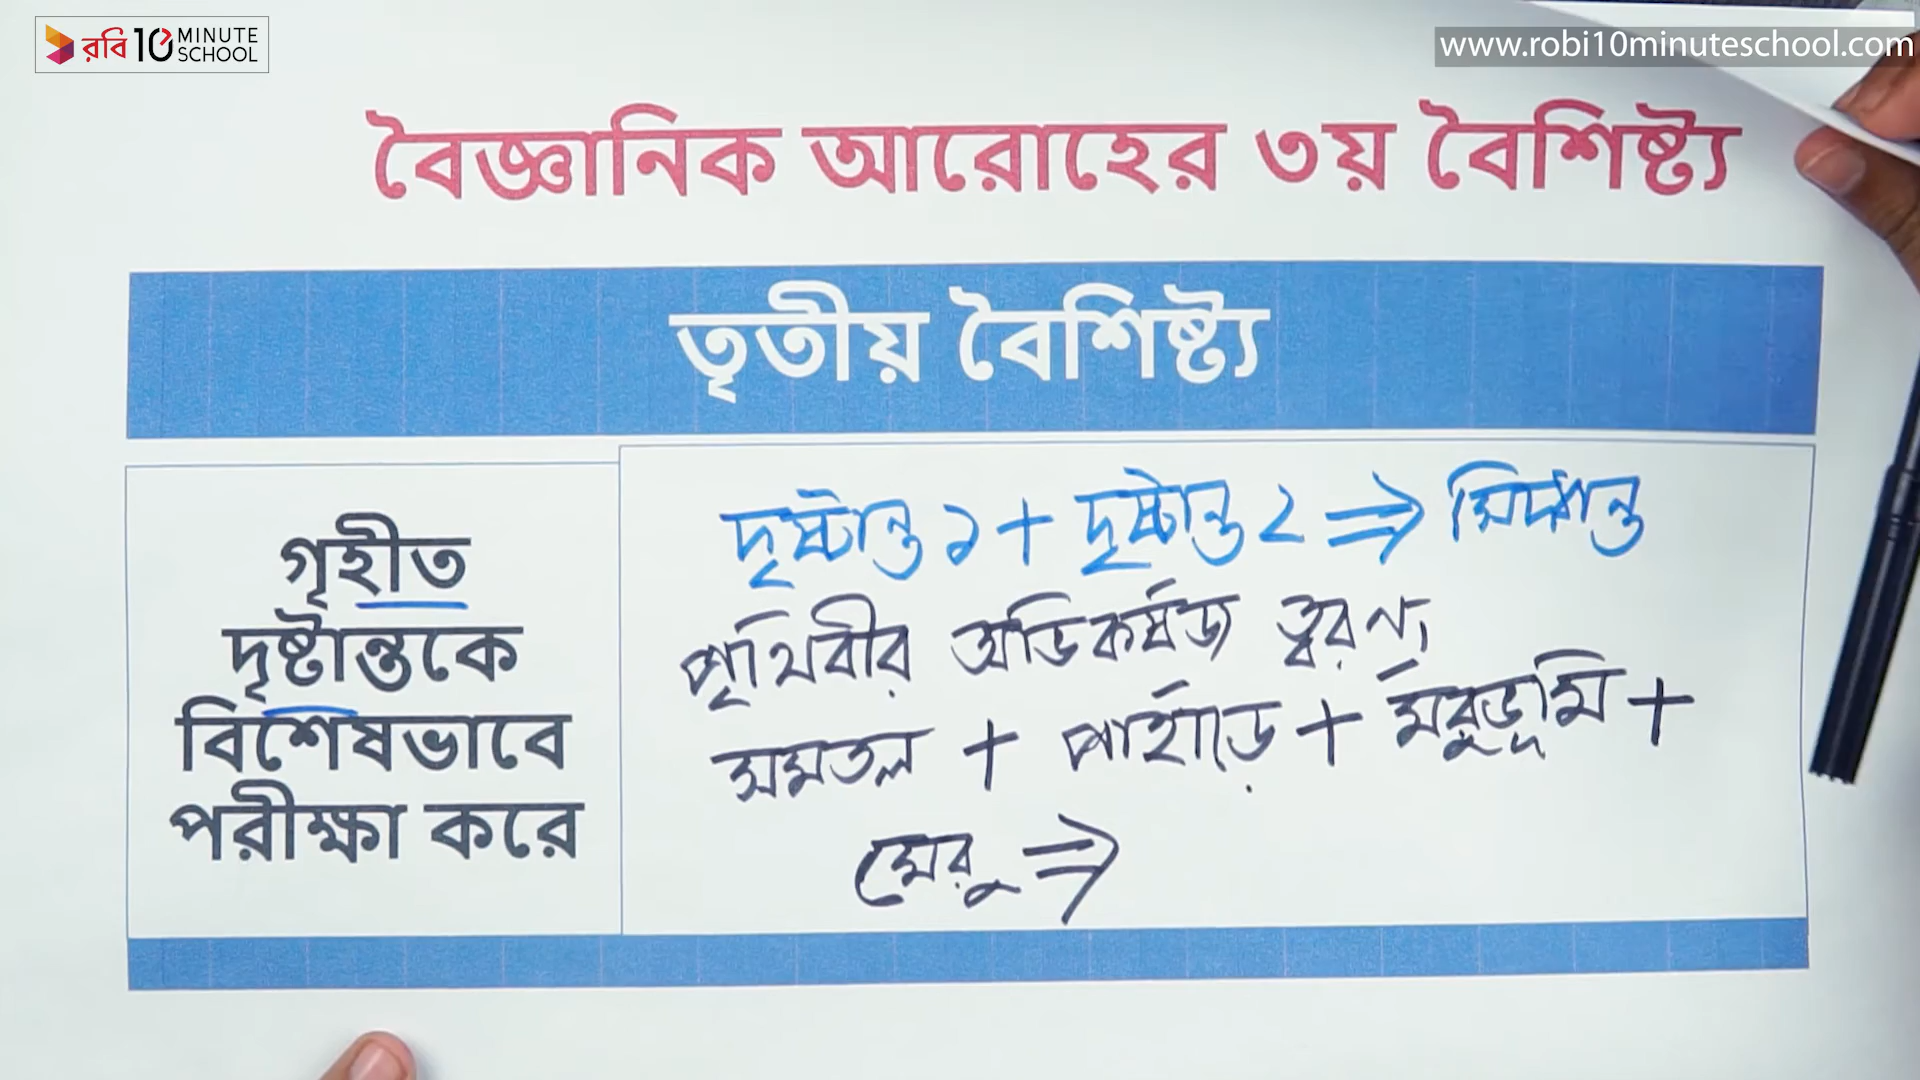 রবি 10 MINUTE SCHOOL
www.robi10minuteschool.com
বৈজ্ঞানিক আরোহের ৩য় বৈশিষ্ট্য
তৃতীয় বৈশিষ্ট্য
গৃহীত
দৃষ্টান্তকে
বিশেষভাবে
পরীক্ষা করে
দৃষ্টান্ত ১ + দৃষ্টান্ত ২ ⇒ সিদ্ধান্ত
পৃথিবীর অভিকর্ষজ ত্বরণ
সমতল + পাহাড় + মরুভূমি +
মেরু ⇒